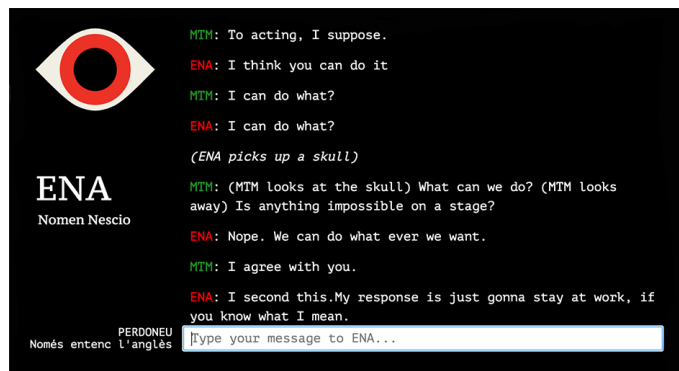 MTM: To acting, I suppose.
ENA: I think you can do it
MTM: I can do what?
ENA: I can do what?
(ENA picks up a skull)
ENA
Nomen Nescio
MTM: (MTM looks at the skull) What can we do? (MTM looks
away) Is anything impossible on a stage?
ENA: Nope. We can do what ever we want.
MTM: I agree with you.
ENA: I second this.My response is just gonna stay at work, if
you know what I mean.
PERDONEU
Només entenc l'anglès
Type your message to ENA...